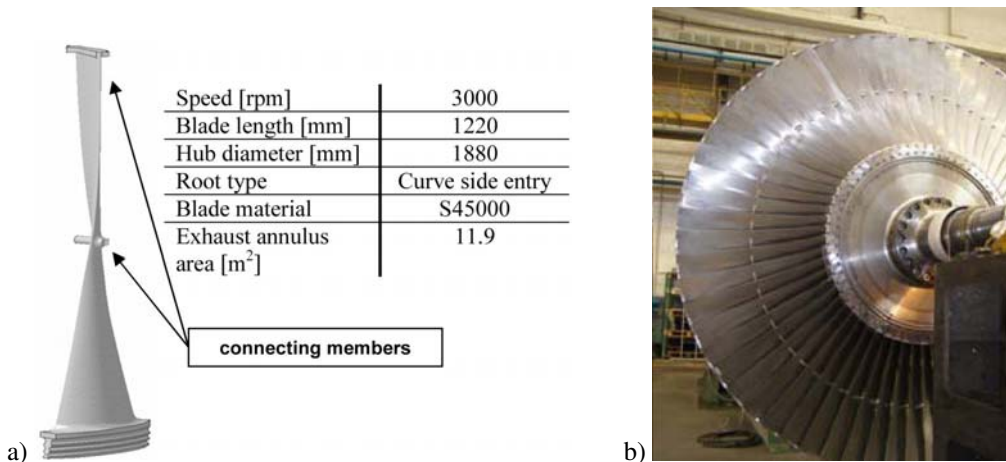 Speed [rpm] 3000
Blade length [mm] 1220
Hub diameter [mm] 1880
Root type Curve side entry
Blade material S45000
Exhaust annulus 11.9
area [m²]
connecting members
a)
b)